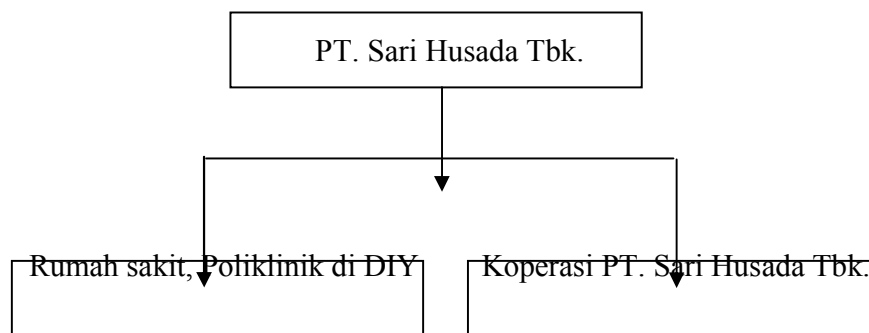 PT. Sari Husada Tbk.
Rumah sakit, Poliklinik di DIY
Koperasi PT. Sari Husada Tbk.